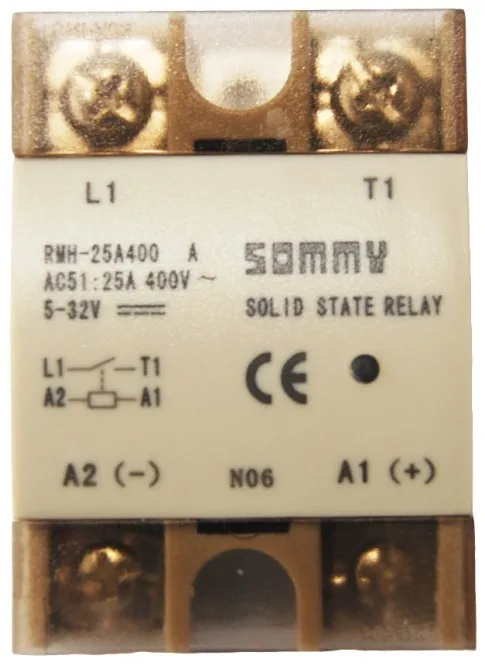 L1 T1
RMH-25A400 A
AC51:25A 400V ~
5-32V
SOMMY
SOLID STATE RELAY
L1 T1
A2 A1
CE
A2 (-) N06 A1 (+)